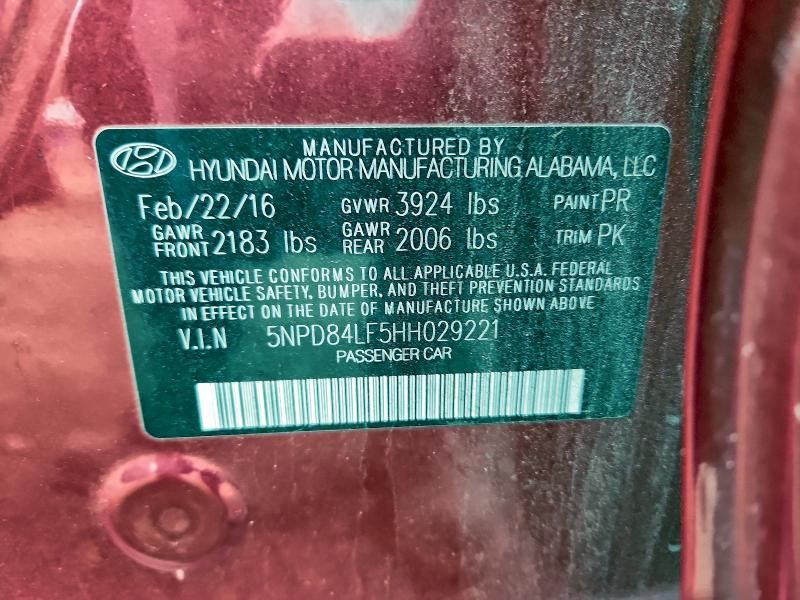 MANUFACTURED BY
HYUNDAI MOTOR MANUFACTURING ALABAMA, LLC
Feb/22/16 GVWR 3924 lbs PAINT PR
GAWR FRONT 2183 lbs GAWR REAR 2006 lbs TRIM PK
THIS VEHICLE CONFORMS TO ALL APPLICABLE U.S.A. FEDERAL
MOTOR VEHICLE SAFETY, BUMPER, AND THEFT PREVENTION STANDARDS
IN EFFECT ON THE DATE OF MANUFACTURE SHOWN ABOVE
V.I.N 5NPD84LF5HH029221
PASSENGER CAR